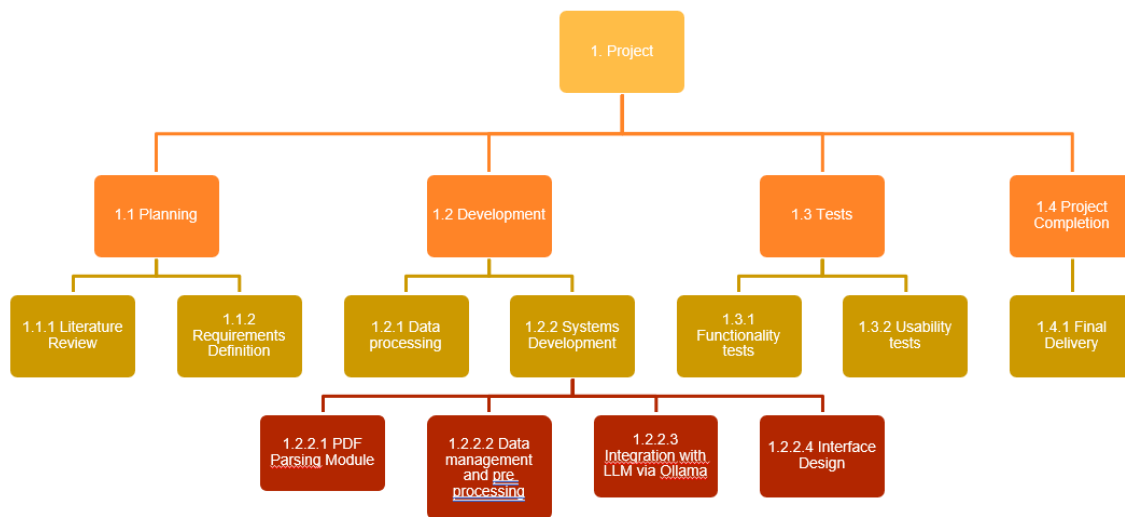 1. Project
1.1 Planning
1.2 Development
1.3 Tests
1.4 Project
Completion
1.1.1 Literature
Review
1.1.2
Requirements
Definition
1.2.1 Data
processing
1.2.2 Systems
Development
1.3.1
Functionality
tests
1.3.2 Usability
tests
1.4.1 Final
Delivery
1.2.2.1 PDF
Parsing Module
1.2.2.2 Data
management
and pre
processing
1.2.2.3
Integration with
LLM via Ollama
1.2.2.4 Interface
Design